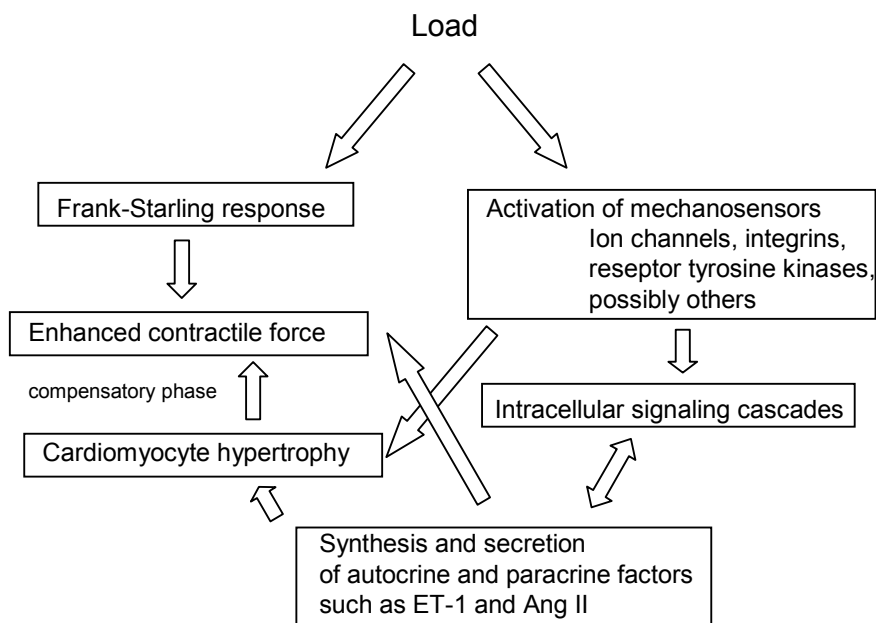 Load
Frank-Starling response
Activation of mechanosensors
Ion channels, integrins,
reseptor tyrosine kinases,
possibly others
Enhanced contractile force
compensatory phase
Intracellular signaling cascades
Cardiomyocyte hypertrophy
Synthesis and secretion
of autocrine and paracrine factors
such as ET-1 and Ang II